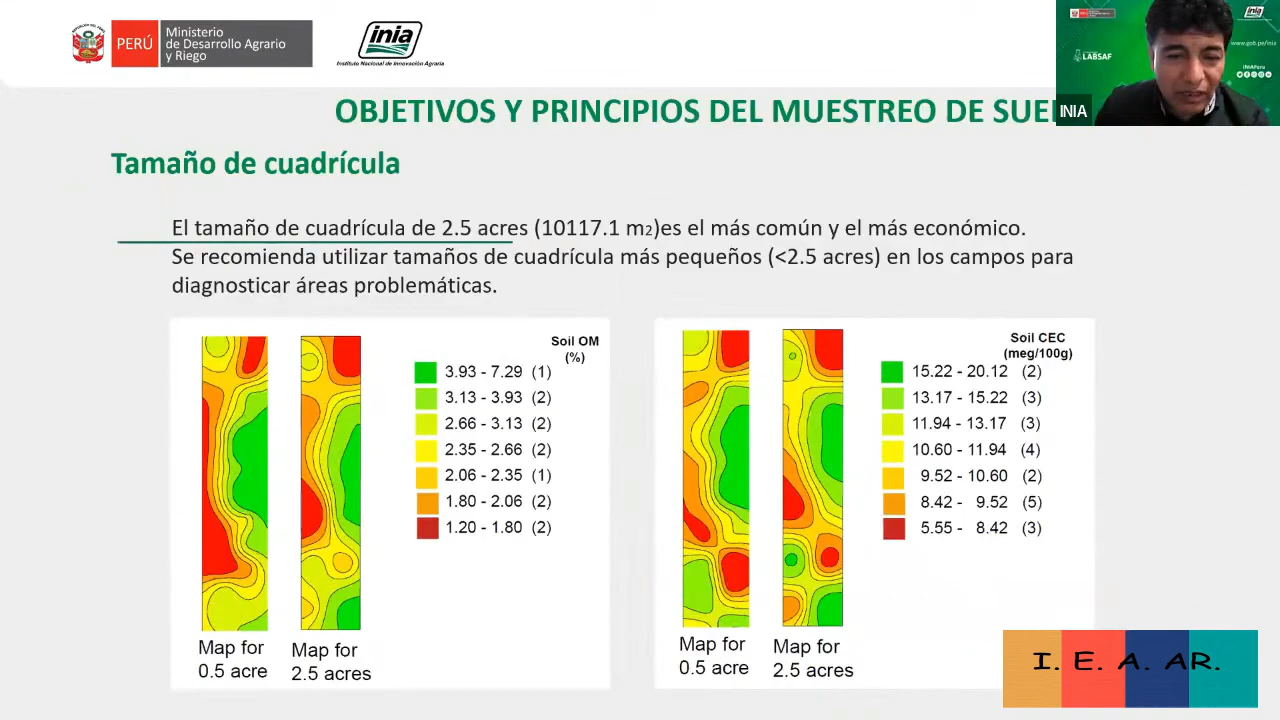 PERÚ
Ministerio
de Desarrollo Agrario
y Riego
inia
Instituto Nacional de Innovación Agraria
LABSAF
www.gob.pe/inia
INIAPeru
INIA
OBJETIVOS Y PRINCIPIOS DEL MUESTREO DE SUE
Tamaño de cuadrícula
El tamaño de cuadrícula de 2.5 acres (10117.1 m2)es el más común y el más económico.
Se recomienda utilizar tamaños de cuadrícula más pequeños (<2.5 acres) en los campos para
diagnosticar áreas problemáticas.
Soil OM
(%)
3.93 - 7.29 (1)
3.13 - 3.93 (2)
2.66 - 3.13 (2)
2.35 - 2.66 (2)
2.06 - 2.35 (1)
1.80 - 2.06 (2)
1.20 - 1.80 (2)
Map for
0.5 acre
Map for
2.5 acres
Soil CEC
(meg/100g)
15.22 - 20.12 (2)
13.17 - 15.22 (3)
11.94 - 13.17 (3)
10.60 - 11.94 (4)
9.52 - 10.60 (2)
8.42 - 9.52 (5)
5.55 - 8.42 (3)
Map for
0.5 acre
Map for
2.5 acres
I. E. A. AR.